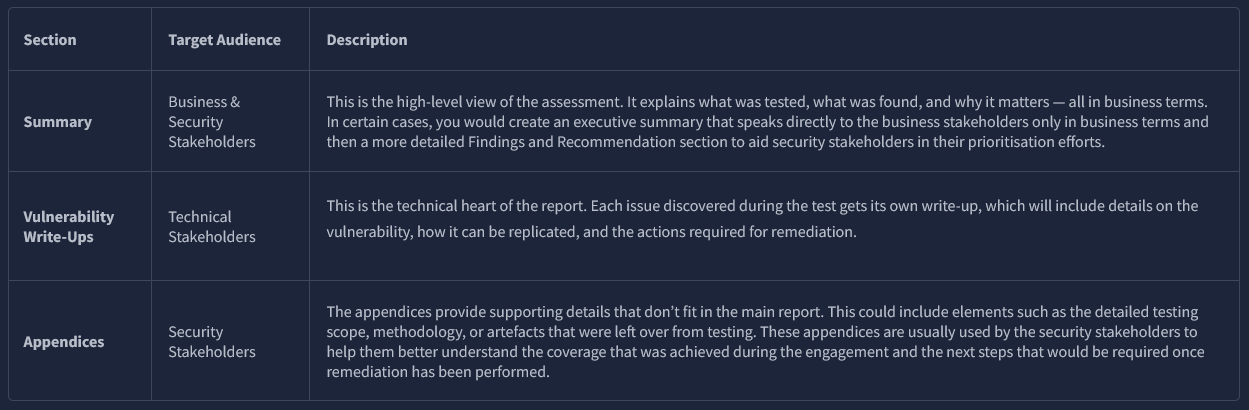 Section
Target Audience
Description
Summary
Business &
Security
Stakeholders
This is the high-level view of the assessment. It explains what was tested, what was found, and why it matters — all in business terms.
In certain cases, you would create an executive summary that speaks directly to the business stakeholders only in business terms and
then a more detailed Findings and Recommendation section to aid security stakeholders in their prioritisation efforts.
Vulnerability
Write-Ups
Technical
Stakeholders
This is the technical heart of the report. Each issue discovered during the test gets its own write-up, which will include details on the
vulnerability, how it can be replicated, and the actions required for remediation.
Appendices
Security
Stakeholders
The appendices provide supporting details that don't fit in the main report. This could include elements such as the detailed testing
scope, methodology, or artefacts that were left over from testing. These appendices are usually used by the security stakeholders to
help them better understand the coverage that was achieved during the engagement and the next steps that would be required once
remediation has been performed.